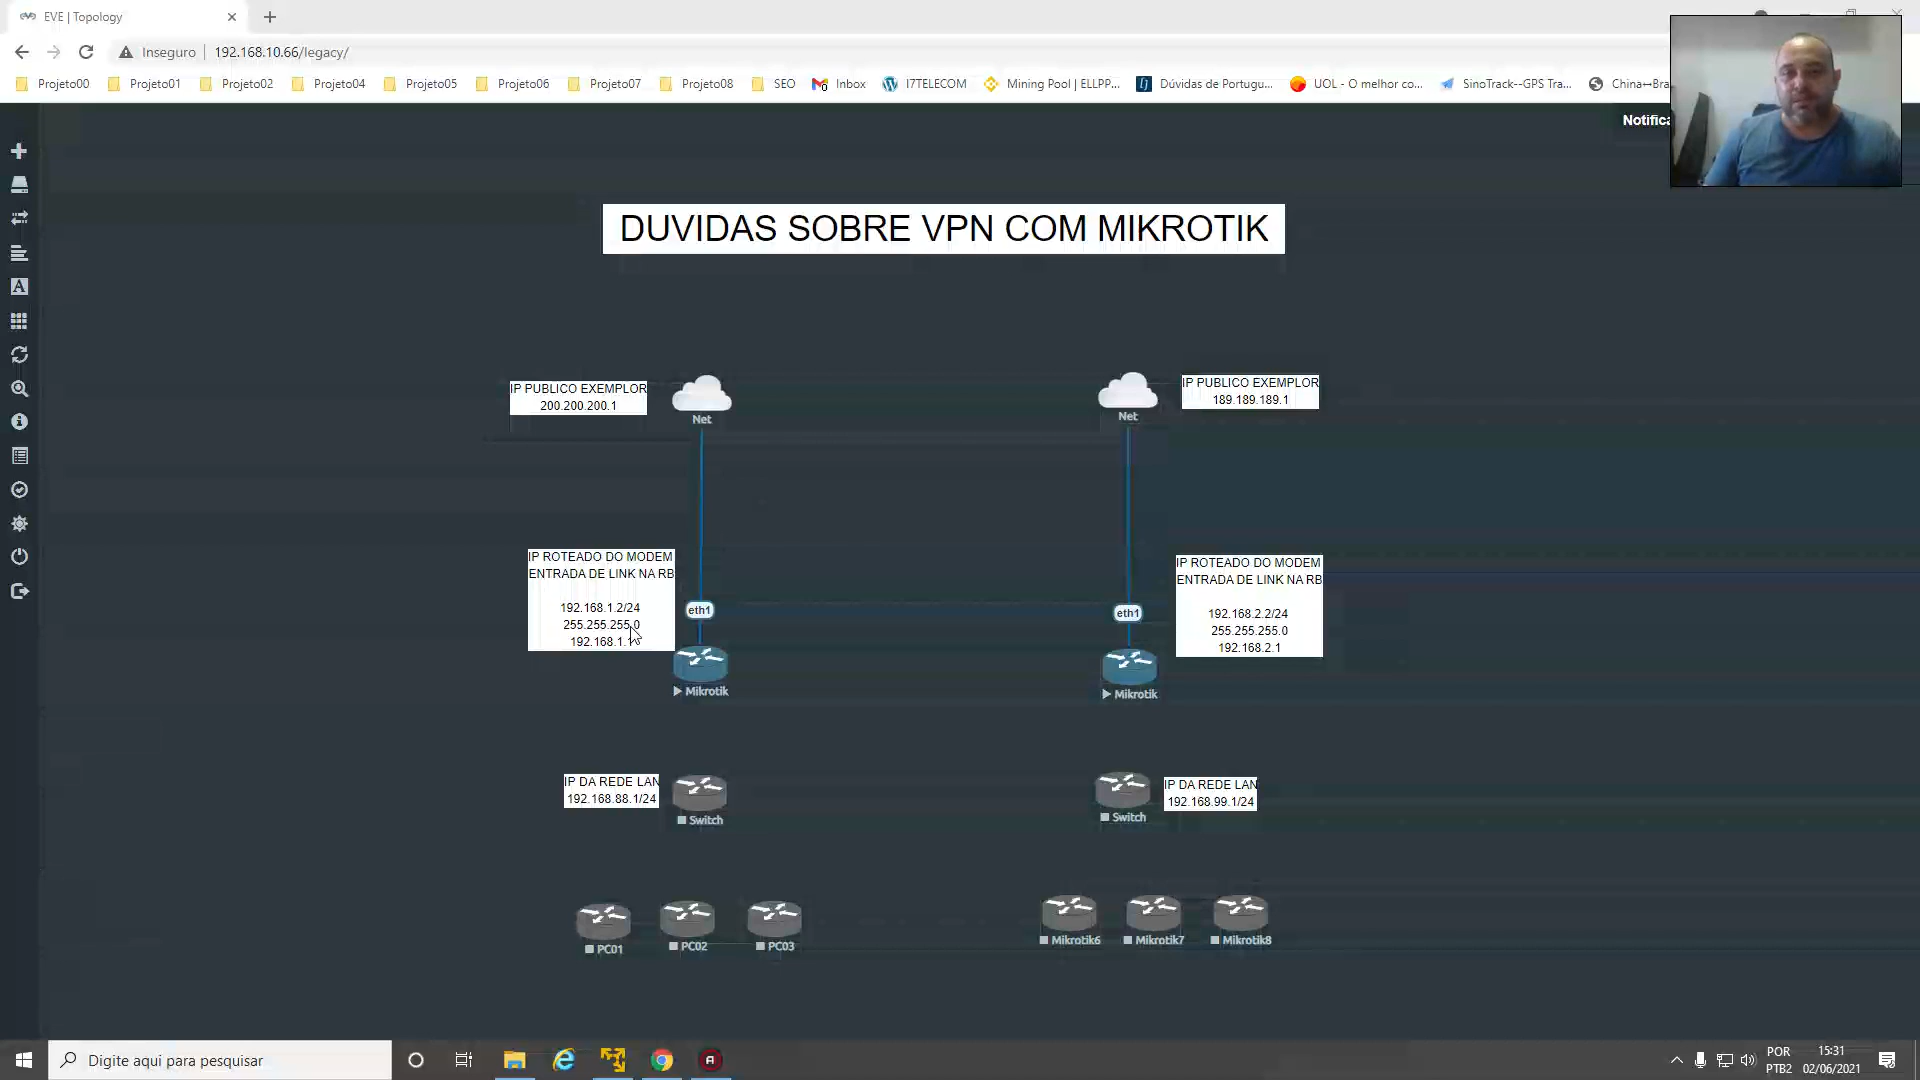 EVE | Topology
Inseguro
192.168.10.66/legacy/
Projeto00
Projeto01
Projeto02
Projeto04
Projeto05
Projeto06
Projeto07
Projeto08
SEO
Inbox
I7TELECOM
Mining Pool | ELLPP...
Dúvidas de Portugu...
UOL - O melhor co...
SinoTrack--GPS Tra...
China↔Bra
Notifica
DUVIDAS SOBRE VPN COM MIKROTIK
IP PUBLICO EXEMPLOR
200.200.200.1
Net
Net
IP PUBLICO EXEMPLOR
189.189.189.1
IP ROTEADO DO MODEM
ENTRADA DE LINK NA RB
192.168.1.2/24
255.255.255.0
192.168.1.1
eth1
Mikrotik
eth1
Mikrotik
IP ROTEADO DO MODEM
ENTRADA DE LINK NA RB
192.168.2.2/24
255.255.255.0
192.168.2.1
IP DA REDE LAN
192.168.88.1/24
Switch
Switch
IP DA REDE LAN
192.168.99.1/24
PC01
PC02
PC03
Mikrotik6
Mikrotik7
Mikrotik8
Digite aqui para pesquisar
POR
PTB2
15:31
02/06/2021